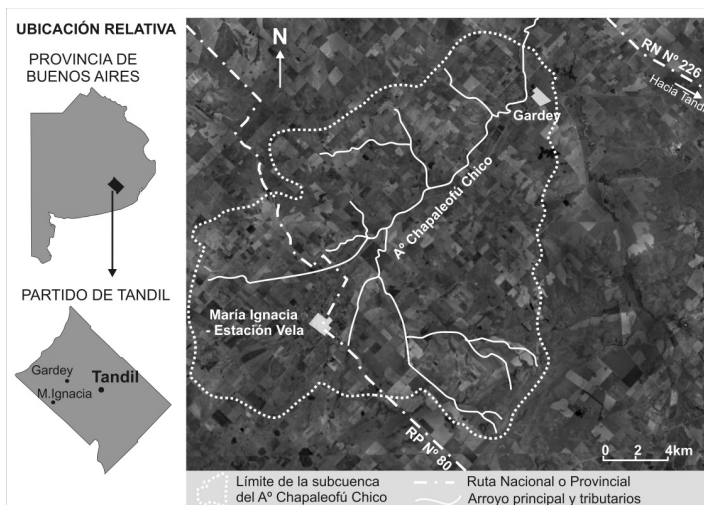 UBICACIÓN RELATIVA
PROVINCIA DE
BUENOS AIRES
PARTIDO DE TANDIL
Gardey
Tandil
M.Ignacia
N
RN Nº 226
Hacia Tandil
Gardey
Aº Chapaleofú Chico
María Ignacia
- Estación Vela
RP Nº 80
0 2 4km
Límite de la subcuenca
del Aº Chapaleofú Chico
Ruta Nacional o Provincial
Arroyo principal y tributarios